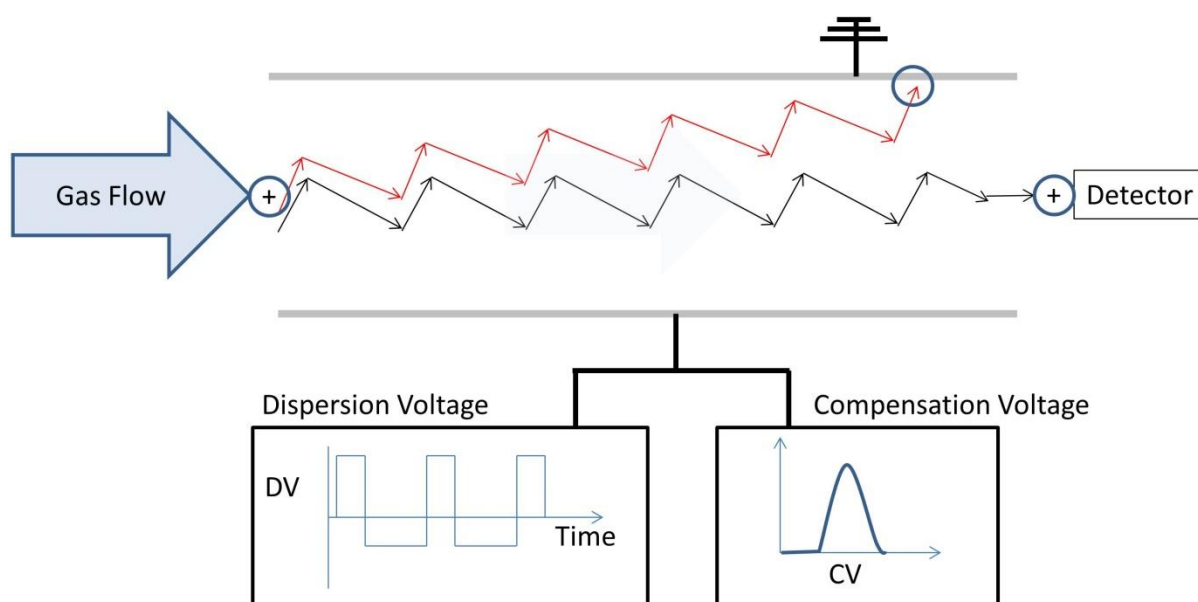 Gas Flow
+
+
Detector
Dispersion Voltage
Compensation Voltage
DV
Time
CV